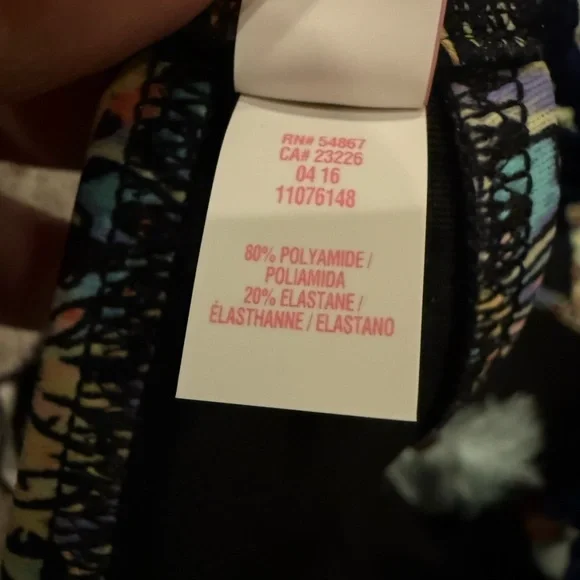 RN# 54867
CA# 23226
04 16
11076148
80% POLYAMIDE /
POLIAMIDA
20% ELASTANE /
ÉLASTHANNE / ELASTANO